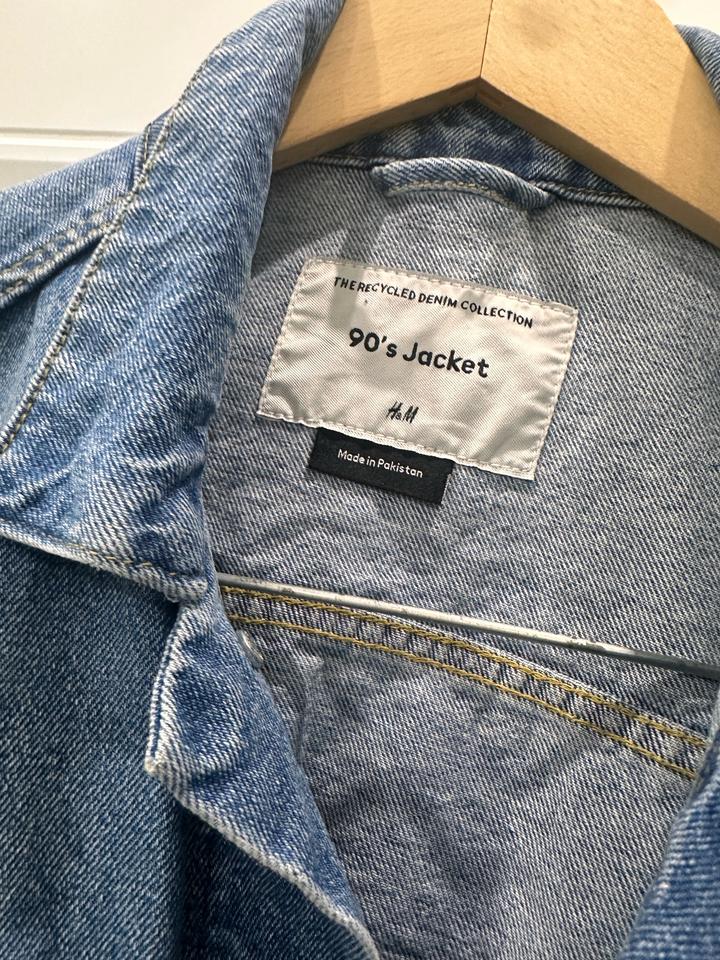 THE RECYCLED DENIM COLLECTION
90's Jacket
H&M
Made in Pakistan